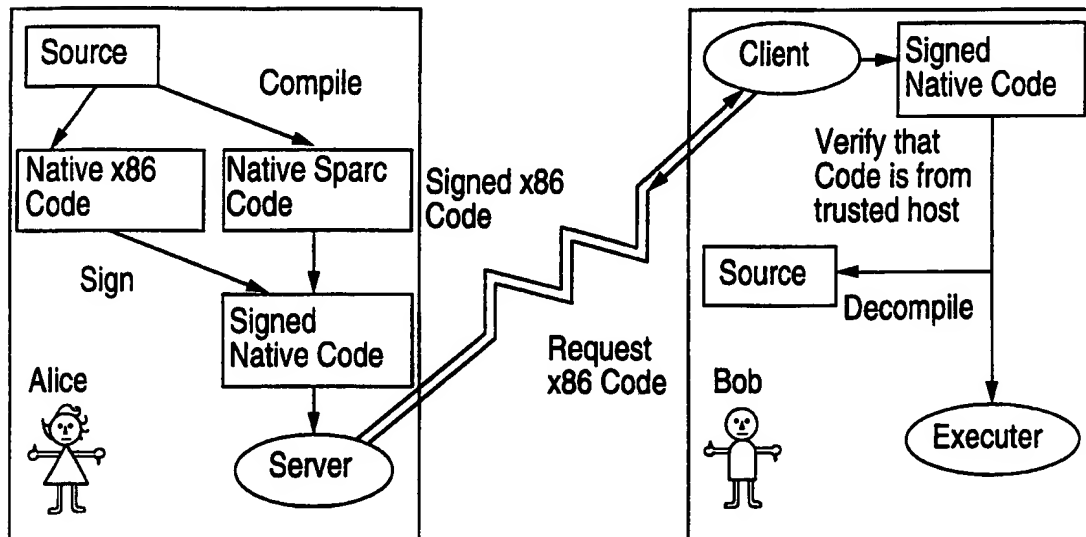 Source
Compile
Native x86
Code
Native Sparc
Code
Sign
Signed
Native Code
Alice
Server
Signed x86
Code
Request
x86 Code
Client
Signed
Native Code
Verify that
Code is from
trusted host
Source
Decompile
Bob
Executer